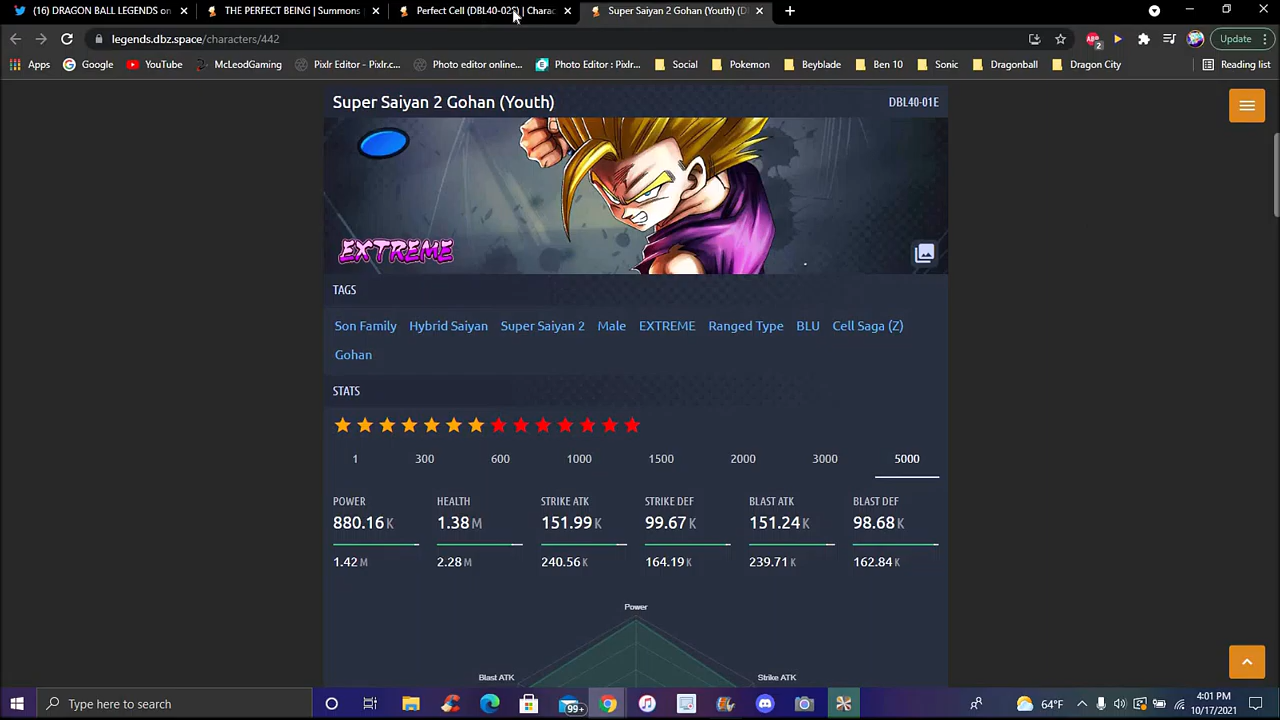 (16) DRAGON BALL LEGENDS on
THE PERFECT BEING | Summons
Perfect Cell (DBL40-02S) | Charac
Super Saiyan 2 Gohan (Youth) (D
legends.dbz.space/characters/442
ABP
2
Update
Apps
Google
YouTube
McLeodGaming
Pixlr Editor - Pixlr.c...
Photo editor online...
Photo Editor : Pixlr...
Social
Pokemon
Beyblade
Ben 10
Sonic
Dragonball
Dragon City
Reading list
Super Saiyan 2 Gohan (Youth)
DBL40-01E
EXTREME
TAGS
Son Family Hybrid Saiyan Super Saiyan 2 Male EXTREME Ranged Type BLU Cell Saga (Z)
Gohan
STATS
1 300 600 1000 1500 2000 3000 5000
POWER HEALTH STRIKE ATK STRIKE DEF BLAST ATK BLAST DEF
880.16 K 1.38 M 151.99 K 99.67 K 151.24 K 98.68 K
1.42 M 2.28 M 240.56 K 164.19 K 239.71 K 162.84 K
Power
Blast ATK
Strike ATK
Type here to search
99+
64°F
4:01 PM
10/17/2021